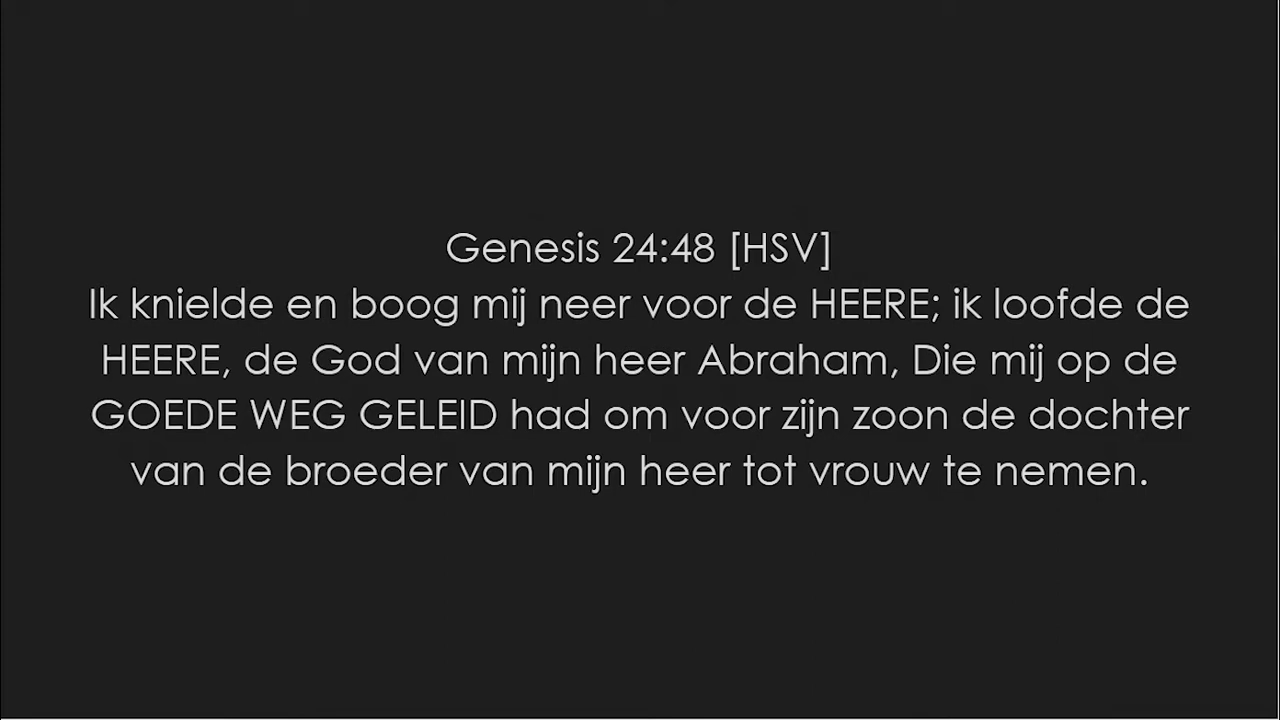 Genesis 24:48 [HSV]
Ik knielde en boog mij neer voor de HEERE; ik loofde de
HEERE, de God van mijn heer Abraham, Die mij op de
GOEDE WEG GELEID had om voor zijn zoon de dochter
van de broeder van mijn heer tot vrouw te nemen.